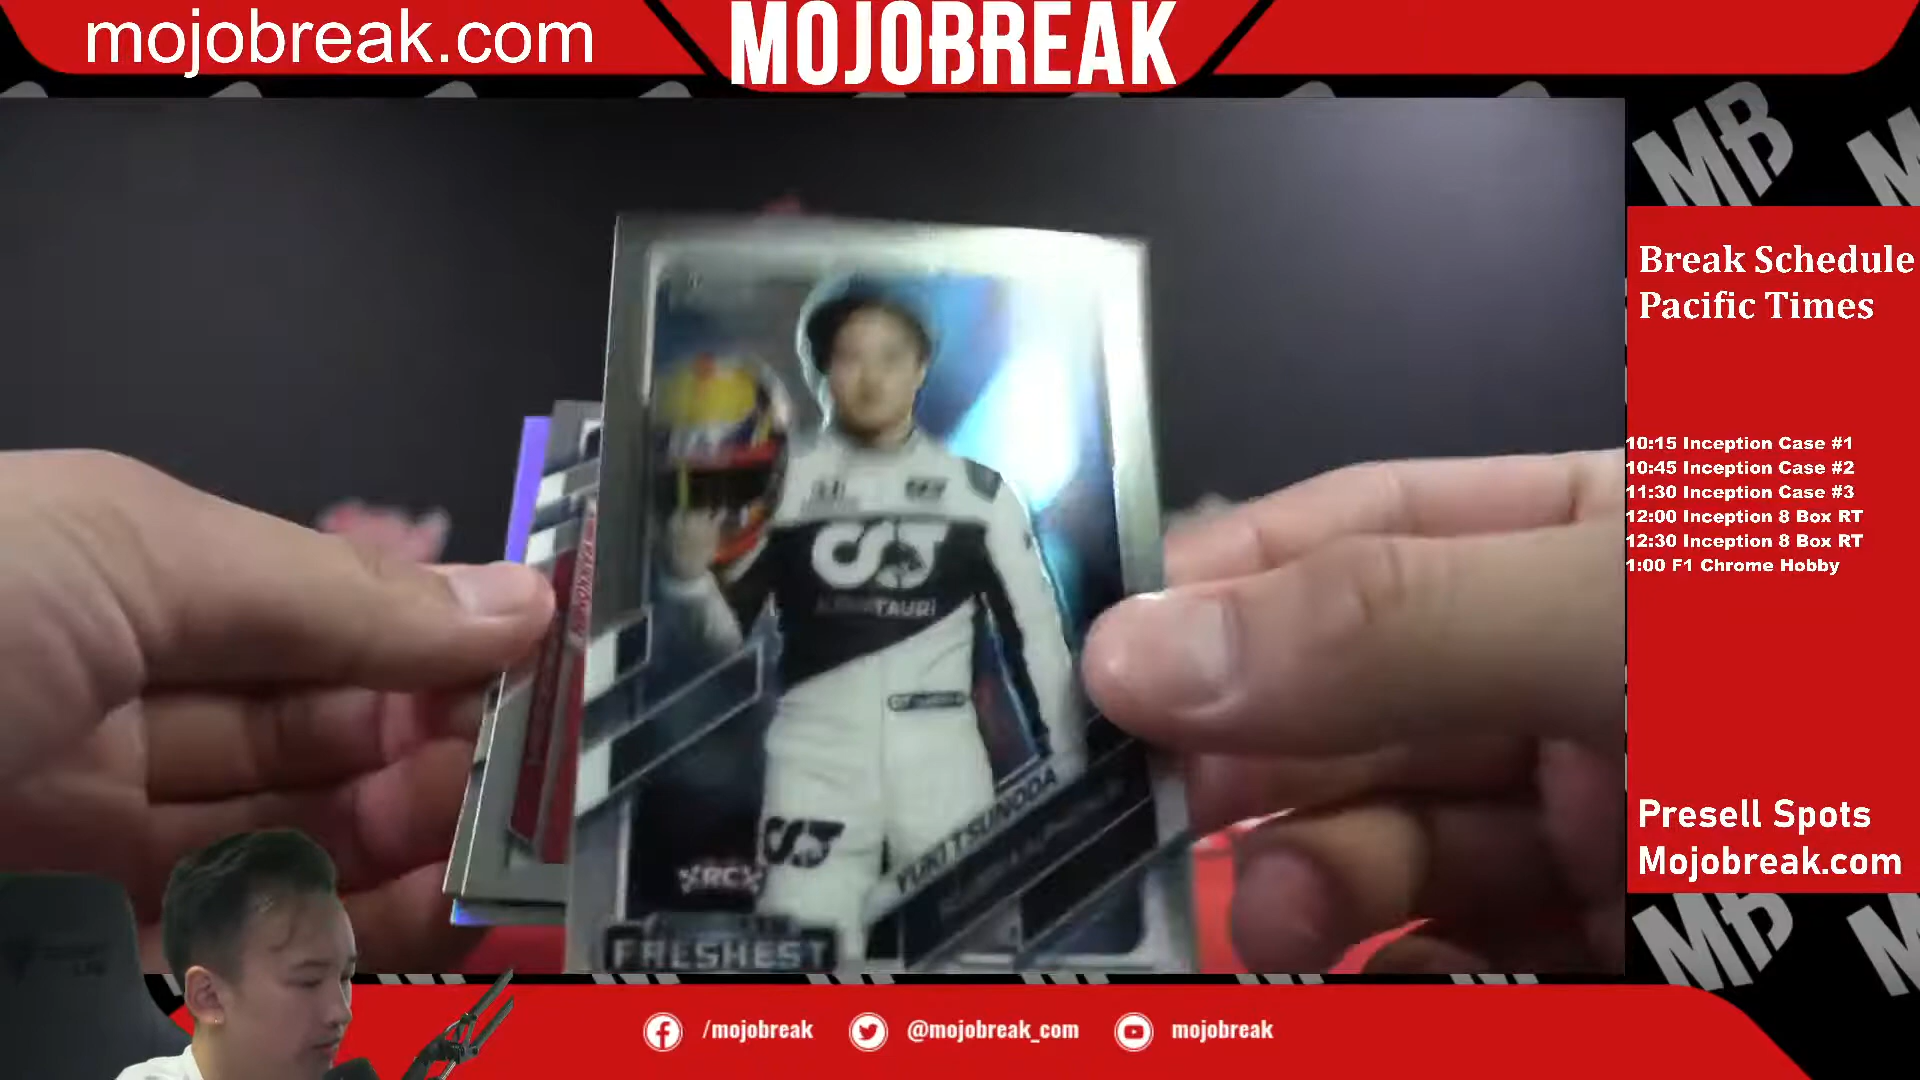 mojobreak.com
MOJOBREAK
MB
Break Schedule
Pacific Times
10:15 Inception Case #1
10:45 Inception Case #2
11:30 Inception Case #3
12:00 Inception 8 Box RT
12:30 Inception 8 Box RT
1:00 F1 Chrome Hobby
ALPHATAURI
YUKI TSUNODA
RC
FRESHEST
Presell Spots
Mojobreak.com
MB
/mojobreak
@mojobreak_com
mojobreak